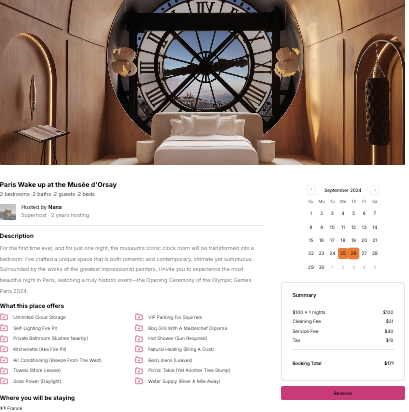 Paris Wake up at the Musée d'Orsay
2 bedrooms 2 baths 2 guests 2 beds
Hosted by Nana
Superhost · 2 years hosting
Description
For the first time ever, and for just one night, the museum's iconic clock room will be transformed into a
bedroom. I've crafted a unique space that is both romantic and contemporary, intimate yet sumptuous.
Surrounded by the works of the greatest impressionist painters, I invite you to experience the most
beautiful night in Paris, watching a truly historic event—the Opening Ceremony of the Olympic Games
Paris 2024.
What this place offers
Unlimited Cloud Storage
VIP Parking For Squirrels
Self-Lighting Fire Pit
Bbq Grill With A Masterchef Diploma
Private Bathroom (Bushes Nearby)
Hot Shower (Sun Required)
Kitchenette (Aka Fire Pit)
Natural Heating (Bring A Coat)
Air Conditioning (Breeze From The West)
Bed Linens (Leaves)
Towels (More Leaves)
Picnic Table (Yet Another Tree Stump)
Solar Power (Daylight)
Water Supply (River A Mile Away)
Where you will be staying
France
September 2024
Su Mo Tu We Th Fr Sa
1 2 3 4 5 6 7
8 9 10 11 12 13 14
15 16 17 18 19 20 21
22 23 24 25 26 27 28
29 30 1 2 3 4 5
Summary
$100 x 1 nights $100
Cleaning Fee $21
Service Fee $40
Tax $10
Booking Total $171
Reserve